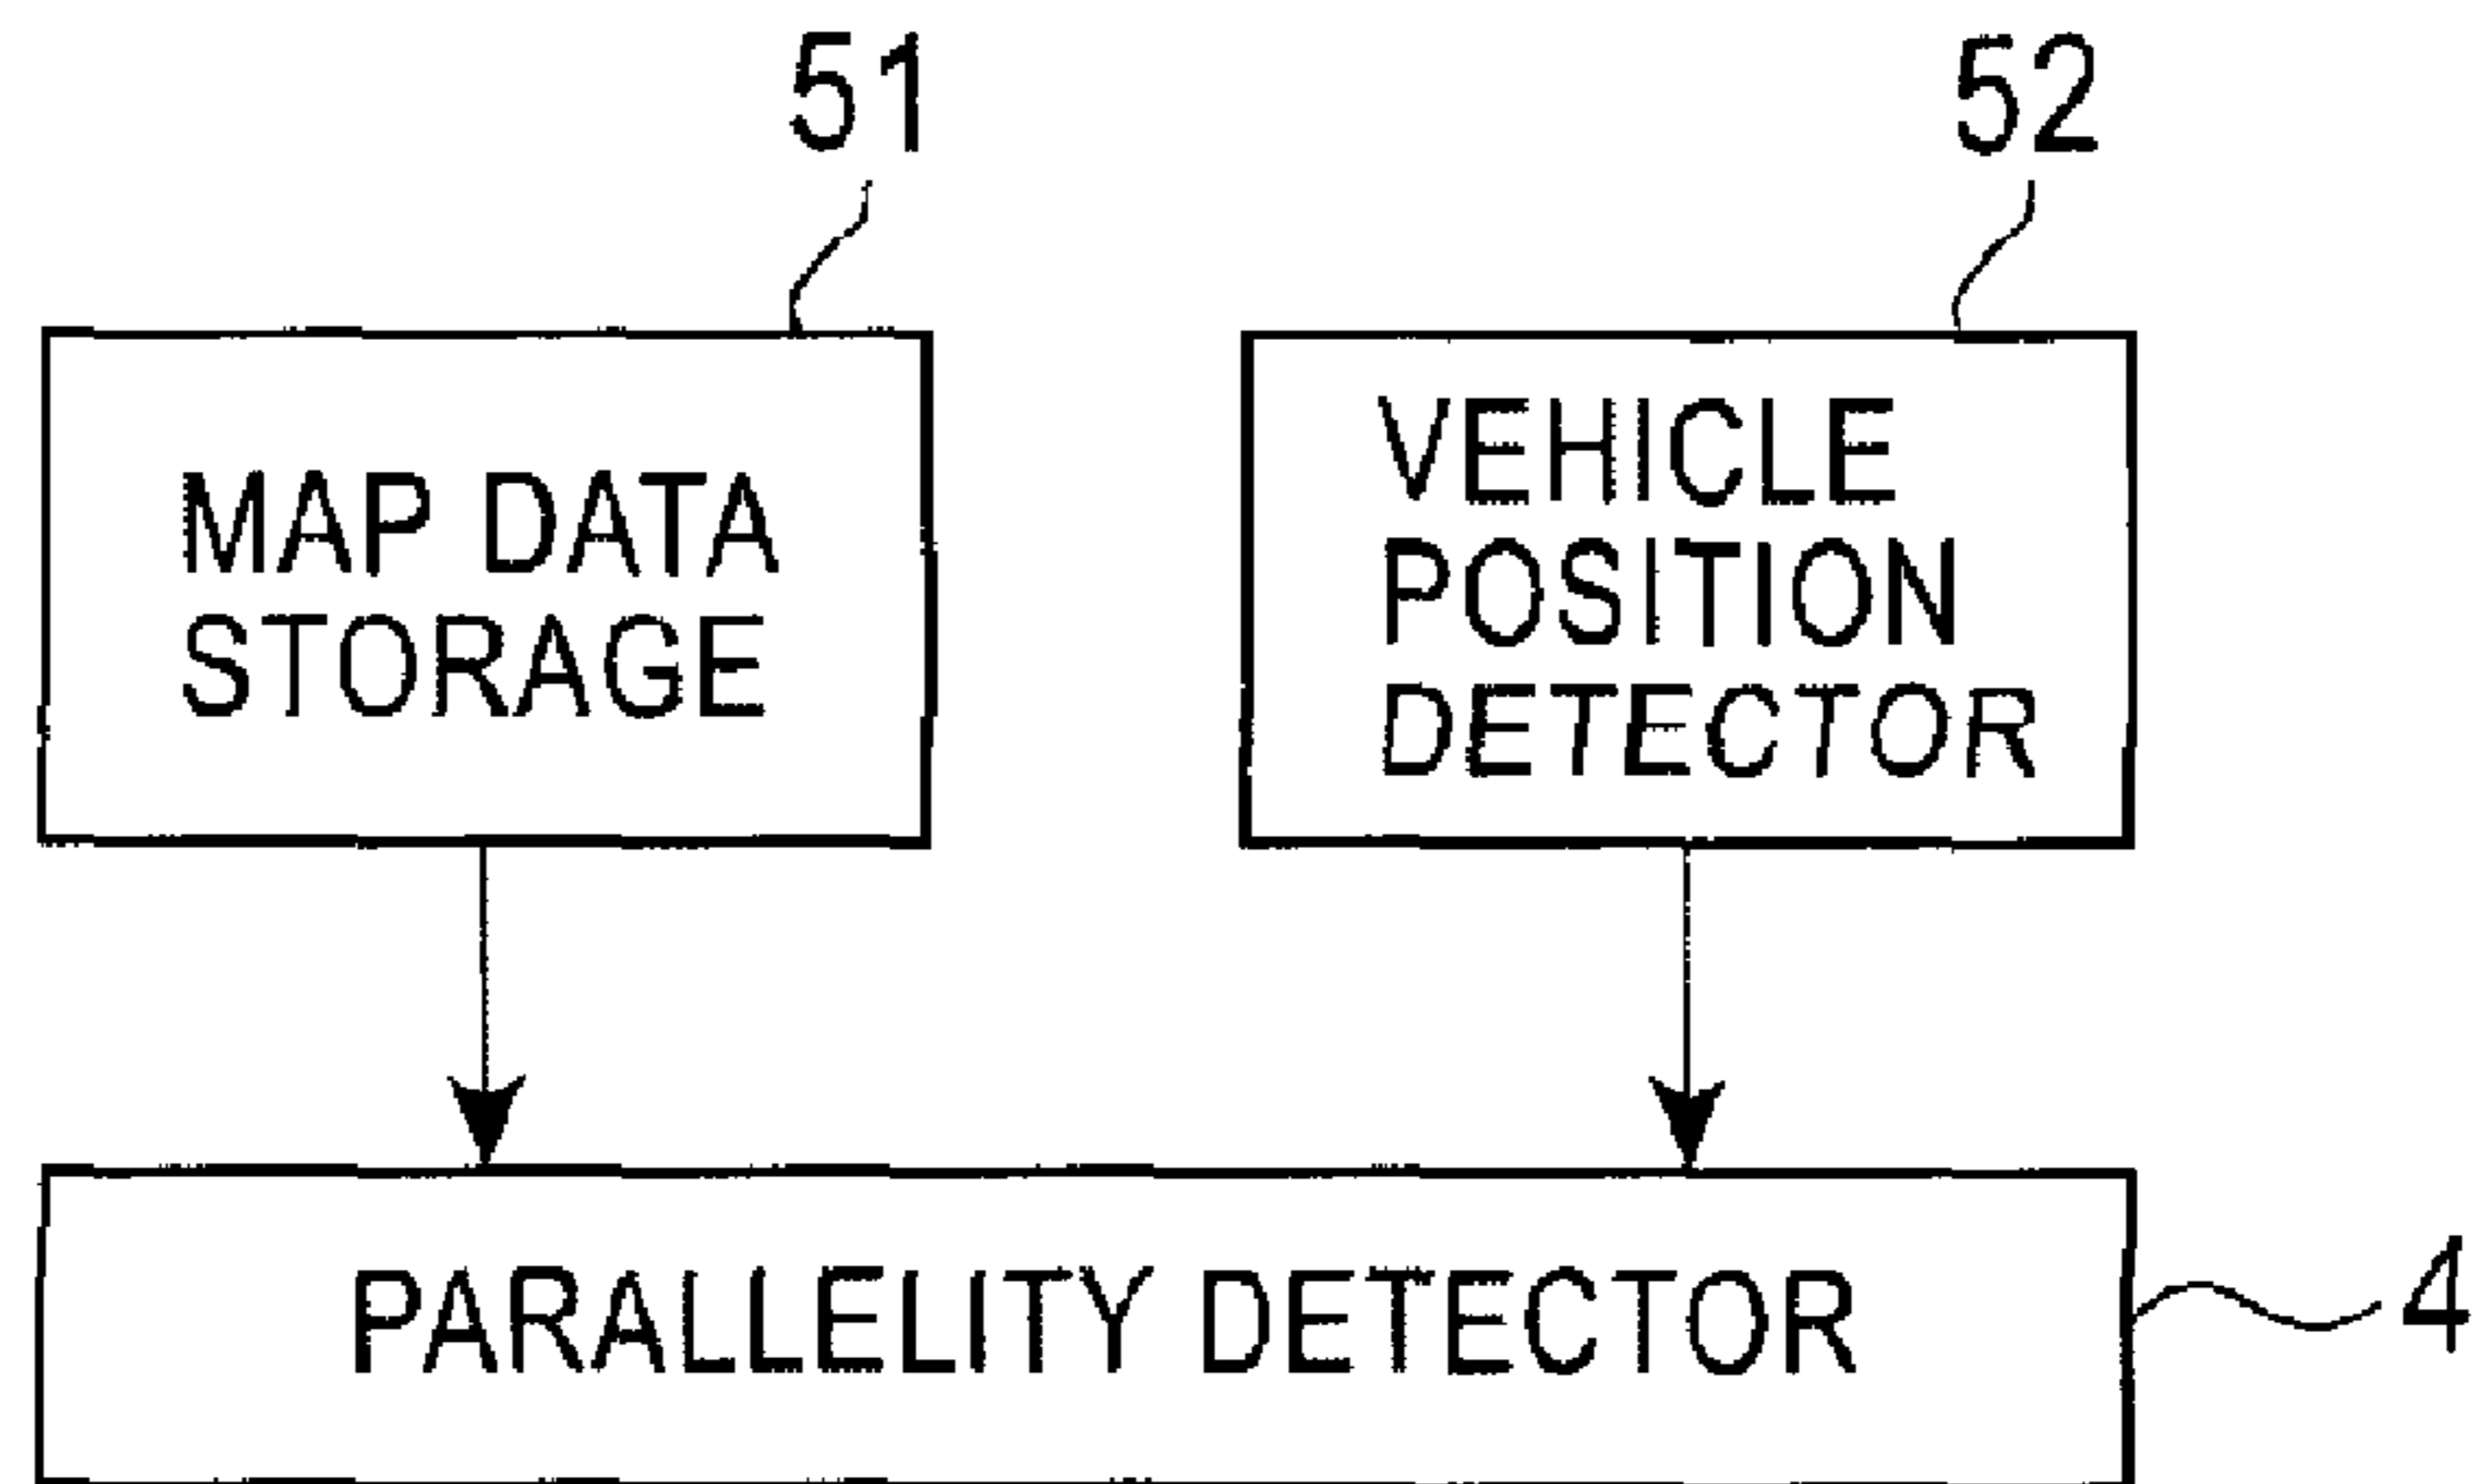 51
52
MAP DATA
STORAGE
VEHICLE
POSITION
DETECTOR
PARALLELITY DETECTOR
4